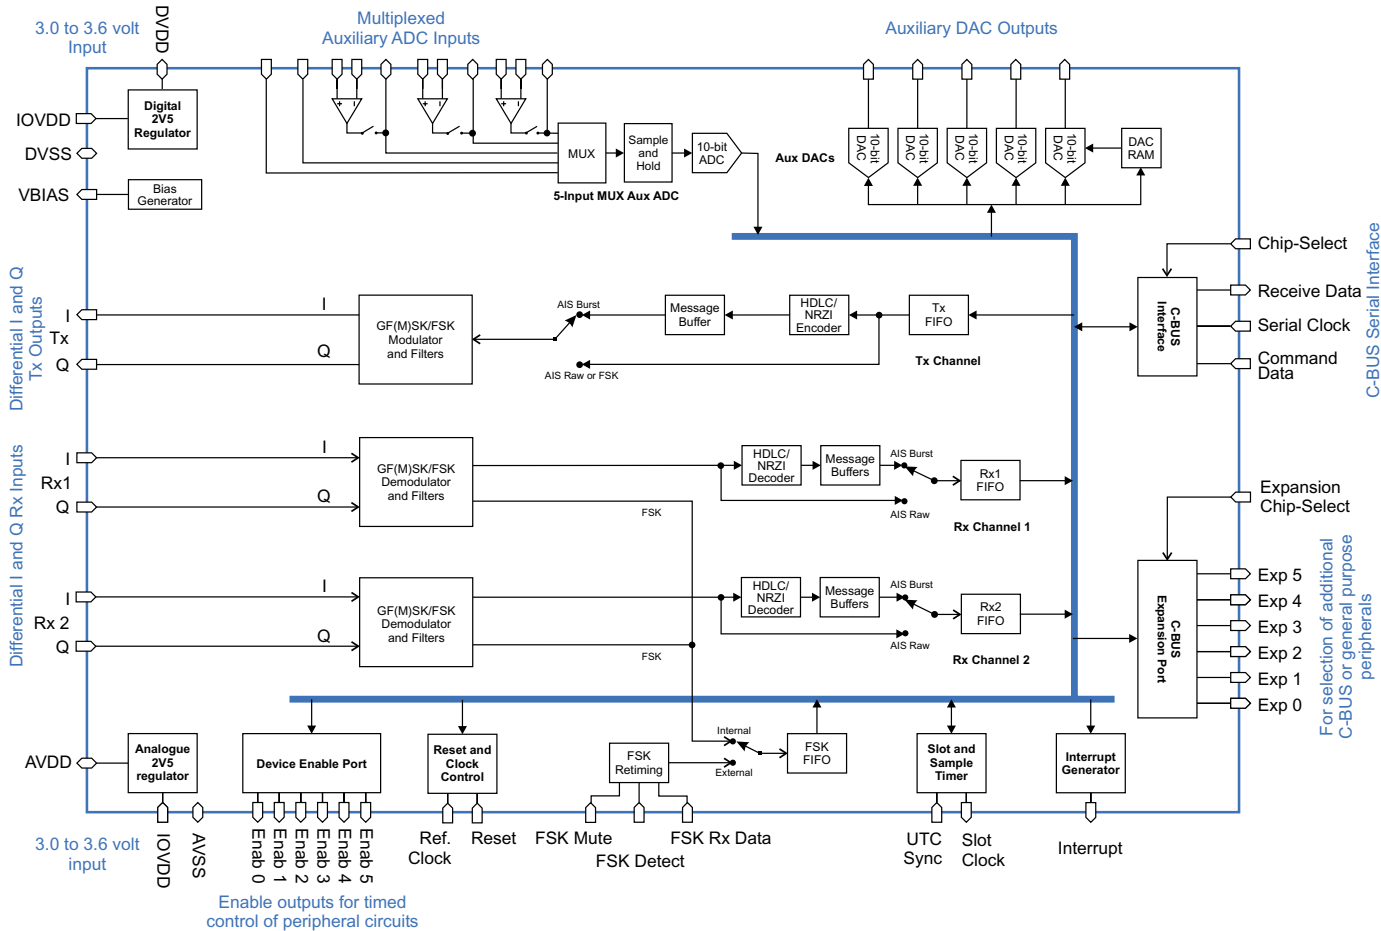 3.0 to 3.6 volt
Input
DVDD
Multiplexed
Auxiliary ADC Inputs
Auxiliary DAC Outputs
IOVDD
DVSS
VBIAS
Digital
2V5
Regulator
Bias
Generator
+
–
+
–
+
–
MUX
Sample
and
Hold
10-bit
ADC
5-Input MUX Aux ADC
Aux DACs
10-bit
DAC
10-bit
DAC
10-bit
DAC
10-bit
DAC
10-bit
DAC
DAC
RAM
Differential I and Q
Tx Outputs
I
Tx
Q
I
Q
GF(M)SK/FSK
Modulator
and Filters
AIS Burst
AIS Raw or FSK
Message
Buffer
HDLC/
NRZI
Encoder
Tx
FIFO
Tx Channel
C-BUS
Interface
Chip-Select
Receive Data
Serial Clock
Command
Data
C-BUS Serial Interface
Differential I and Q Rx Inputs
I
Rx1
Q
I
Q
GF(M)SK/FSK
Demodulator
and Filters
FSK
HDLC/
NRZI
Decoder
Message
Buffers
AIS Burst
AIS Raw
Rx1
FIFO
Rx Channel 1
I
Rx 2
Q
I
Q
GF(M)SK/FSK
Demodulator
and Filters
FSK
HDLC/
NRZI
Decoder
Message
Buffers
AIS Burst
AIS Raw
Rx2
FIFO
Rx Channel 2
Expansion
Chip-Select
C-BUS
Expansion Port
Exp 5
Exp 4
Exp 3
Exp 2
Exp 1
Exp 0
For selection of additional
C-BUS or general purpose
peripherals
AVDD
Analogue
2V5
regulator
3.0 to 3.6 volt
input
IOVDD
AVSS
Device Enable Port
Enab 0
Enab 1
Enab 2
Enab 3
Enab 4
Enab 5
Enable outputs for timed
control of peripheral circuits
Reset and
Clock
Control
Ref.
Clock
Reset
FSK
Retiming
Internal
External
FSK
FIFO
FSK Mute
FSK Detect
FSK Rx Data
Slot and
Sample
Timer
UTC
Sync
Slot
Clock
Interrupt
Generator
Interrupt